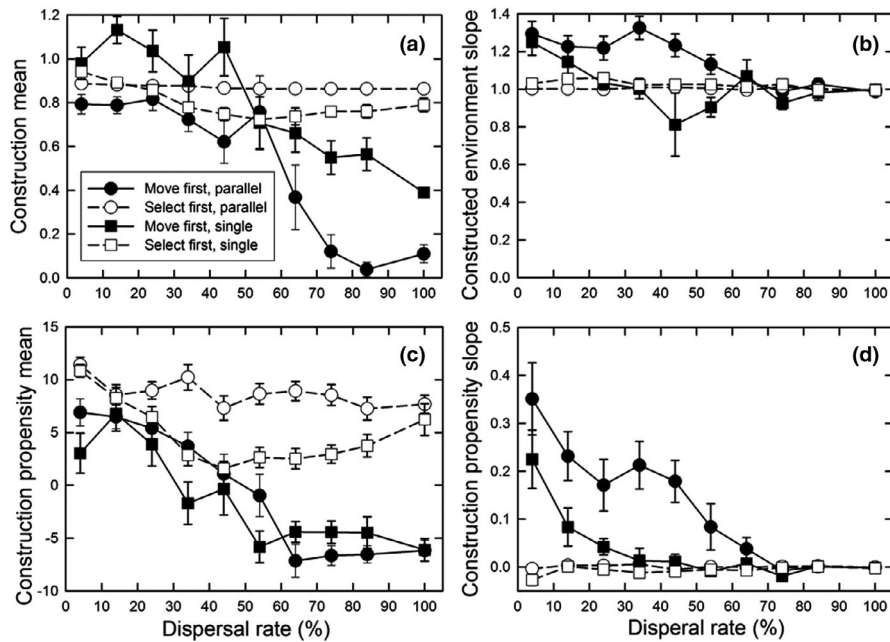 (a)
Construction mean
1.2
1.0
0.8
0.6
0.4
0.2
0.0
Move first, parallel
Select first, parallel
Move first, single
Select first, single
0 10 20 30 40 50 60 70 80 90 100
(b)
Constructed environment slope
1.4
1.2
1.0
0.8
0.6
0.4
0.2
0.0
0 10 20 30 40 50 60 70 80 90 100
(c)
Construction propensity mean
15
10
5
0
-5
-10
0 10 20 30 40 50 60 70 80 90 100
Dispersal rate (%)
(d)
Construction propensity slope
0.5
0.4
0.3
0.2
0.1
0.0
0 10 20 30 40 50 60 70 80 90 100
Disperal rate (%)